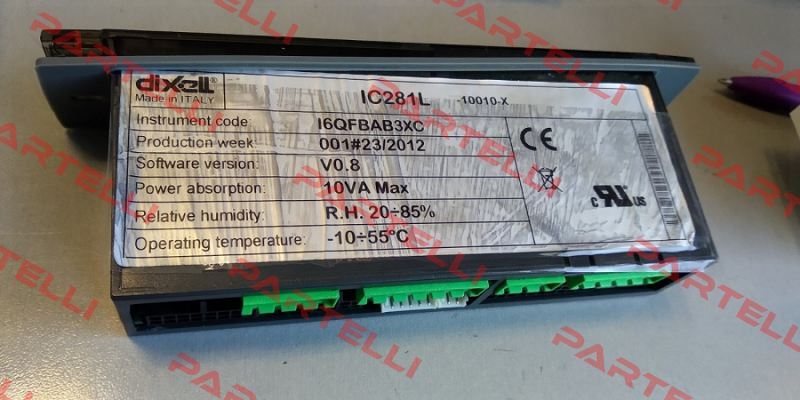 dixell®
Made in ITALY
IC281L -10010-X
Instrument code: I6QFBAB3XC
Production week: 001#23/2012
Software version: V0.8
Power absorption: 10VA Max
Relative humidity: R.H. 20÷85%
Operating temperature: -10÷55°C
CE
c RU US
PARTELLI
PARTELLI
PARTELLI
PARTELLI
PARTELLI
PARTELLI